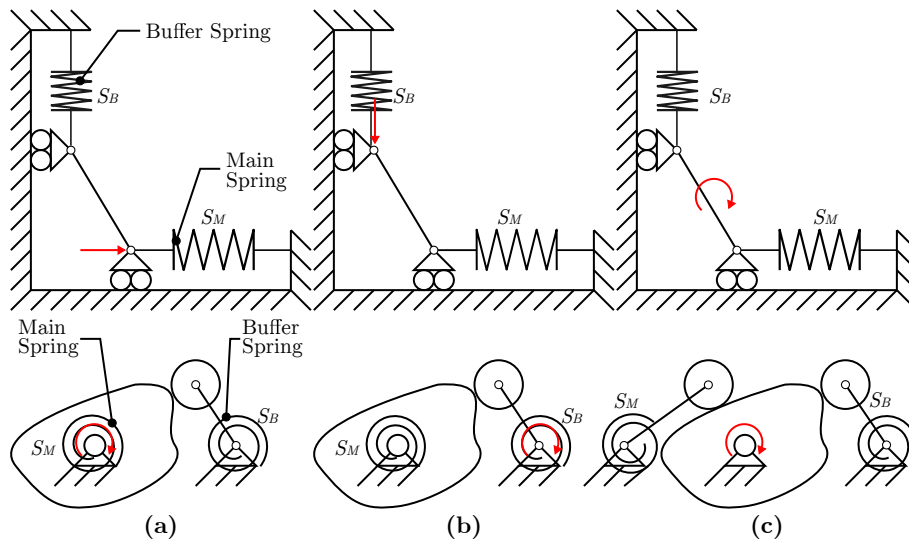 Buffer Spring
S_B
S_B
S_B
Main
Spring
S_M
S_M
S_M
Main
Spring
Buffer
Spring
S_M
S_B
S_M
S_B
S_M
S_B
(a)
(b)
(c)